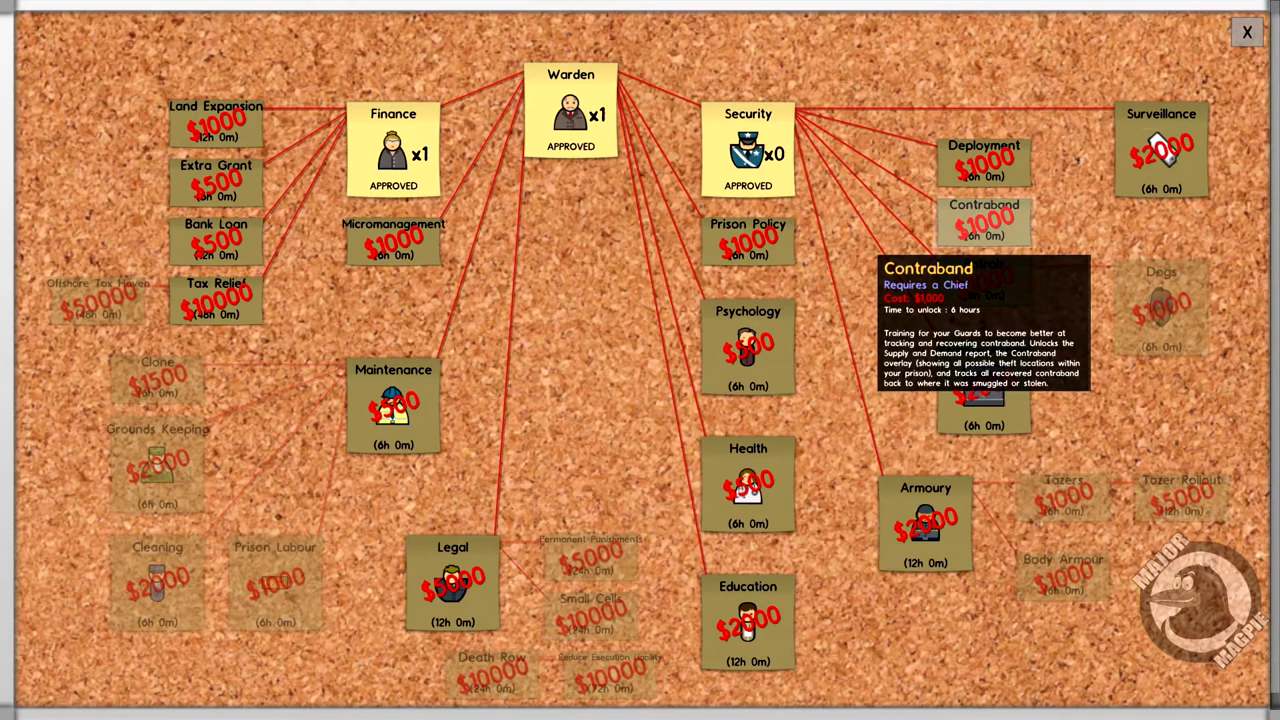 X
Warden
x1
APPROVED
Land Expansion
$1000
(12h 0m)
Finance
x1
APPROVED
Security
x0
APPROVED
Surveillance
$2000
(6h 0m)
Deployment
$1000
(6h 0m)
Extra Grant
$500
Contraband
$1000
(6h 0m)
Bank Loan
$500
Micromanagement
$1000
(6h 0m)
Prison Policy
$1000
(6h 0m)
Offshore Tax Haven
$50000
Tax Relief
$10000
Contraband
Requires a Chief
Cost: $1,000
Time to unlock : 6 hours
Training for your Guards to become better at
tracking and recovering contraband. Unlocks the
Supply and Demand report, the Contraband
overlay (showing all possible theft locations within
your prison), and tracks all recovered contraband
back to where it was smuggled or stolen.
Dogs
$1000
(6h 0m)
Psychology
$500
(6h 0m)
Clone
$1500
(6h 0m)
Maintenance
$500
(6h 0m)
(6h 0m)
Grounds Keeping
$2000
(6h 0m)
Health
$500
(6h 0m)
Armoury
$2000
(12h 0m)
Tazers
$1000
(6h 0m)
Tazer Rollout
$5000
(12h 0m)
Cleaning
$2000
(6h 0m)
Prison Labour
$1000
(6h 0m)
Legal
$5000
(12h 0m)
Permanent Punishments
$5000
(24h 0m)
Small Cells
$10000
(24h 0m)
Education
$2000
(12h 0m)
Body Armour
$1000
(6h 0m)
Death Row
$10000
(24h 0m)
Reduce Execution Liability
$10000
(72h 0m)
MAJOR
MAGPIE